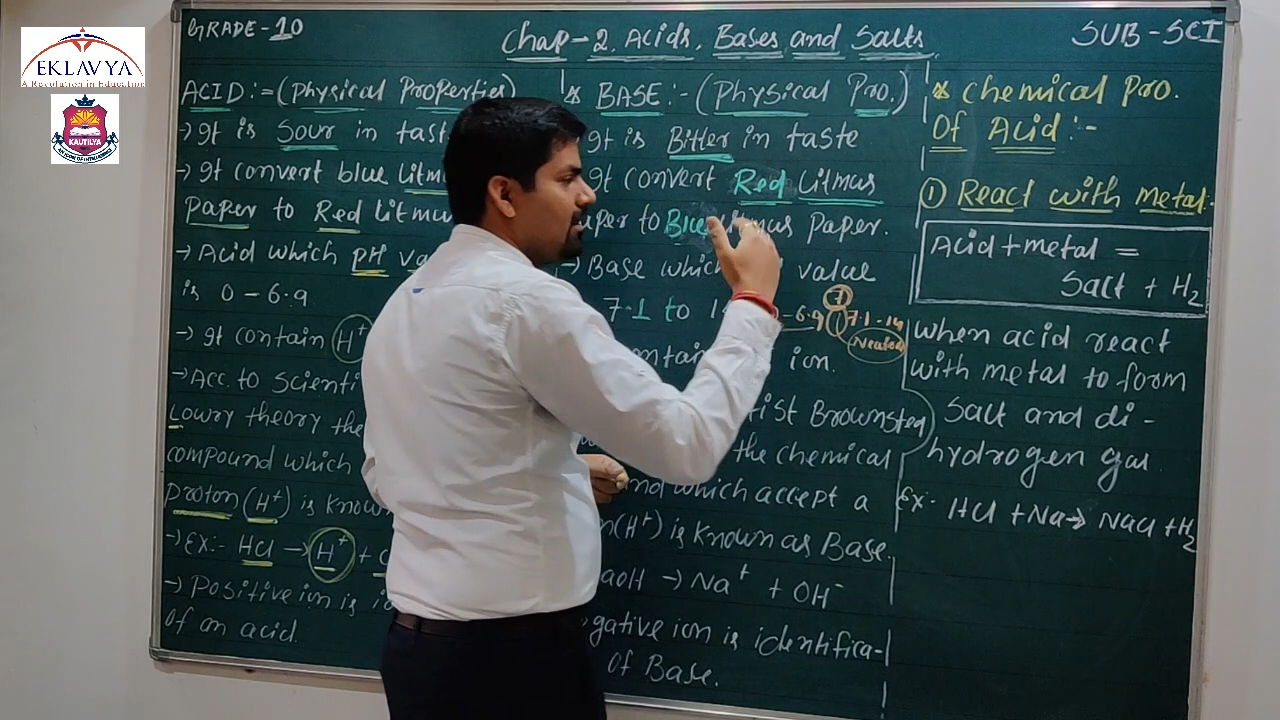 EKLAVYA
A Revolution in Education
KAUTILYA
GRADE-10
Chap-2. Acids, Bases and Salts
SUB-SCI
ACID:-(Physical Properties)
→ It is Sour in tast
→ It convert blue Litm
Paper to Red Litmu
→ Acid which pH va
is 0-6.9
→ It contain H+
→ Acc. to Scienti
Lowry theory the
compound which
proton (H+) is know
→ Ex:- HCl → H+ +
→ Positive ion is i
Of an acid.
* BASE:-(Physical Pro.)
It is Bitter in taste
It convert Red Litmus
per to Blue Litmus Paper.
→ Base which value
7.1 to 1 -6.9 7 7.1-14
ntai ion.
tist Brownsted
the chemical
nd which accept a
n(H+) is known as Base.
aOH → Na+ + OH-
gative ion is identifica-
of Base.
* Chemical Pro.
Of Acid:-
① React with metal:
Acid+metal =
Salt + H2
when acid react
with metal to form
Salt and di-
hydrogen gas
Ex- HCl + Na → NaCl + H2